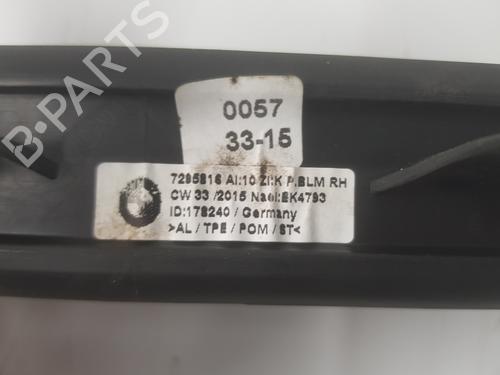 B-PARTS
0057
33-15
7295816 AI:10 ZI:K P.BLM RH
CW 33 /2015 Nael:EK4793
ID:178240 / Germany
>AL / TPE / POM / ST<